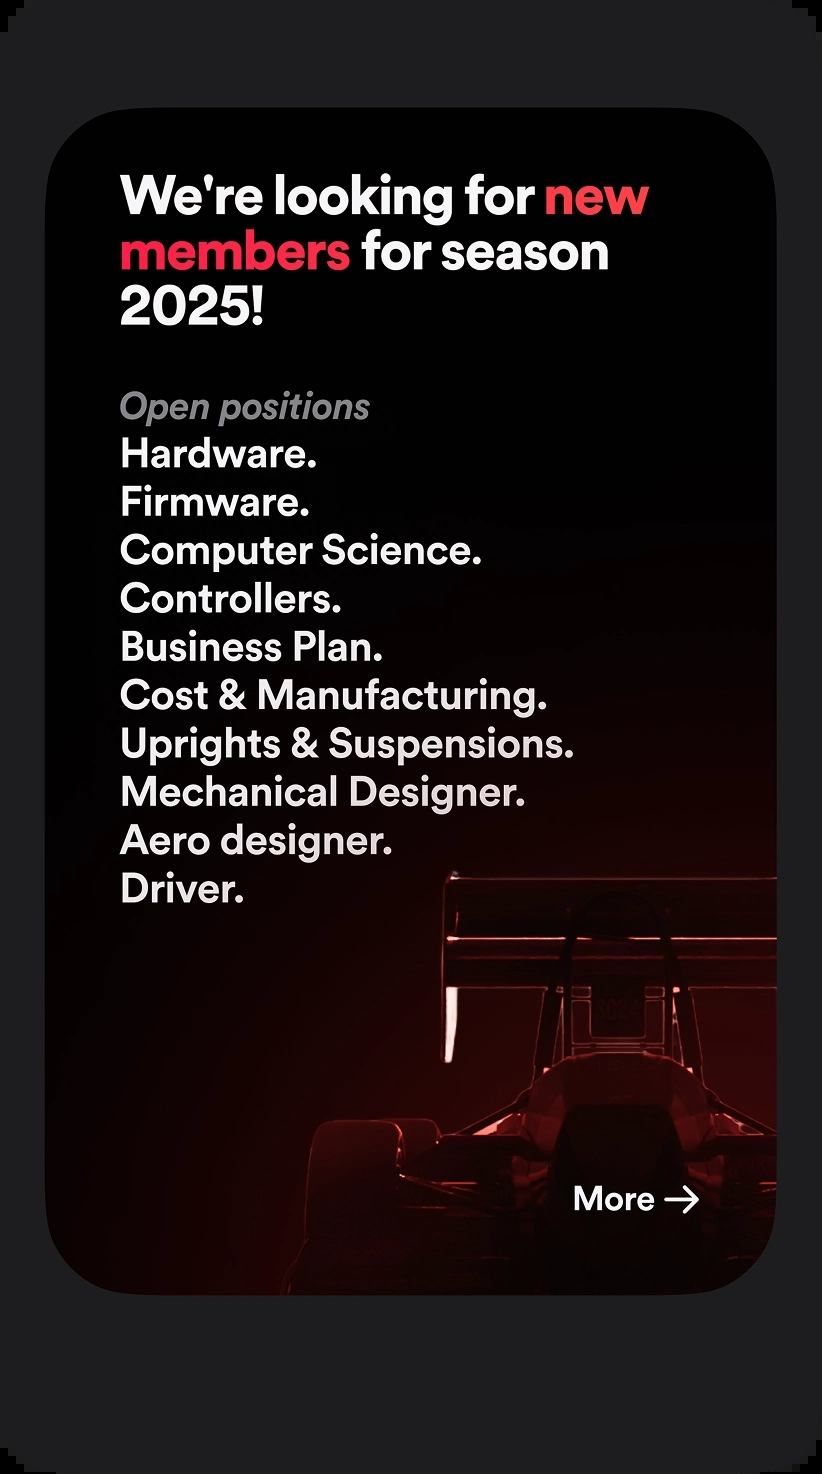 We're looking for new
members for season
2025!
Open positions
Hardware.
Firmware.
Computer Science.
Controllers.
Business Plan.
Cost & Manufacturing.
Uprights & Suspensions.
Mechanical Designer.
Aero designer.
Driver.
More →